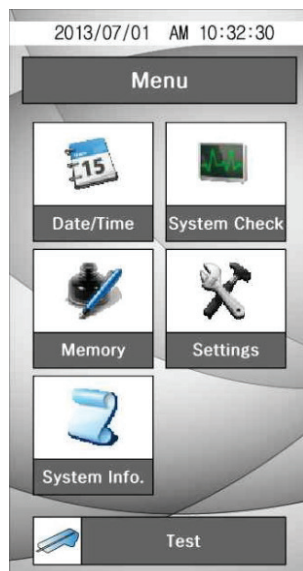 2013/07/01 AM 10:32:30
Menu
Date/Time System Check
15
Memory Settings
System Info.
Test